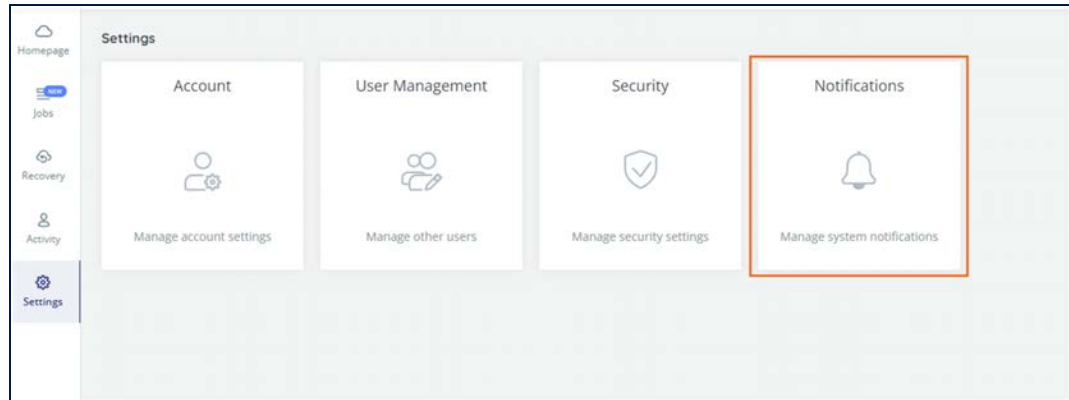 Homepage
NEW
Jobs
Recovery
Activity
Settings
Settings
Account
Manage account settings
User Management
Manage other users
Security
Manage security settings
Notifications
Manage system notifications